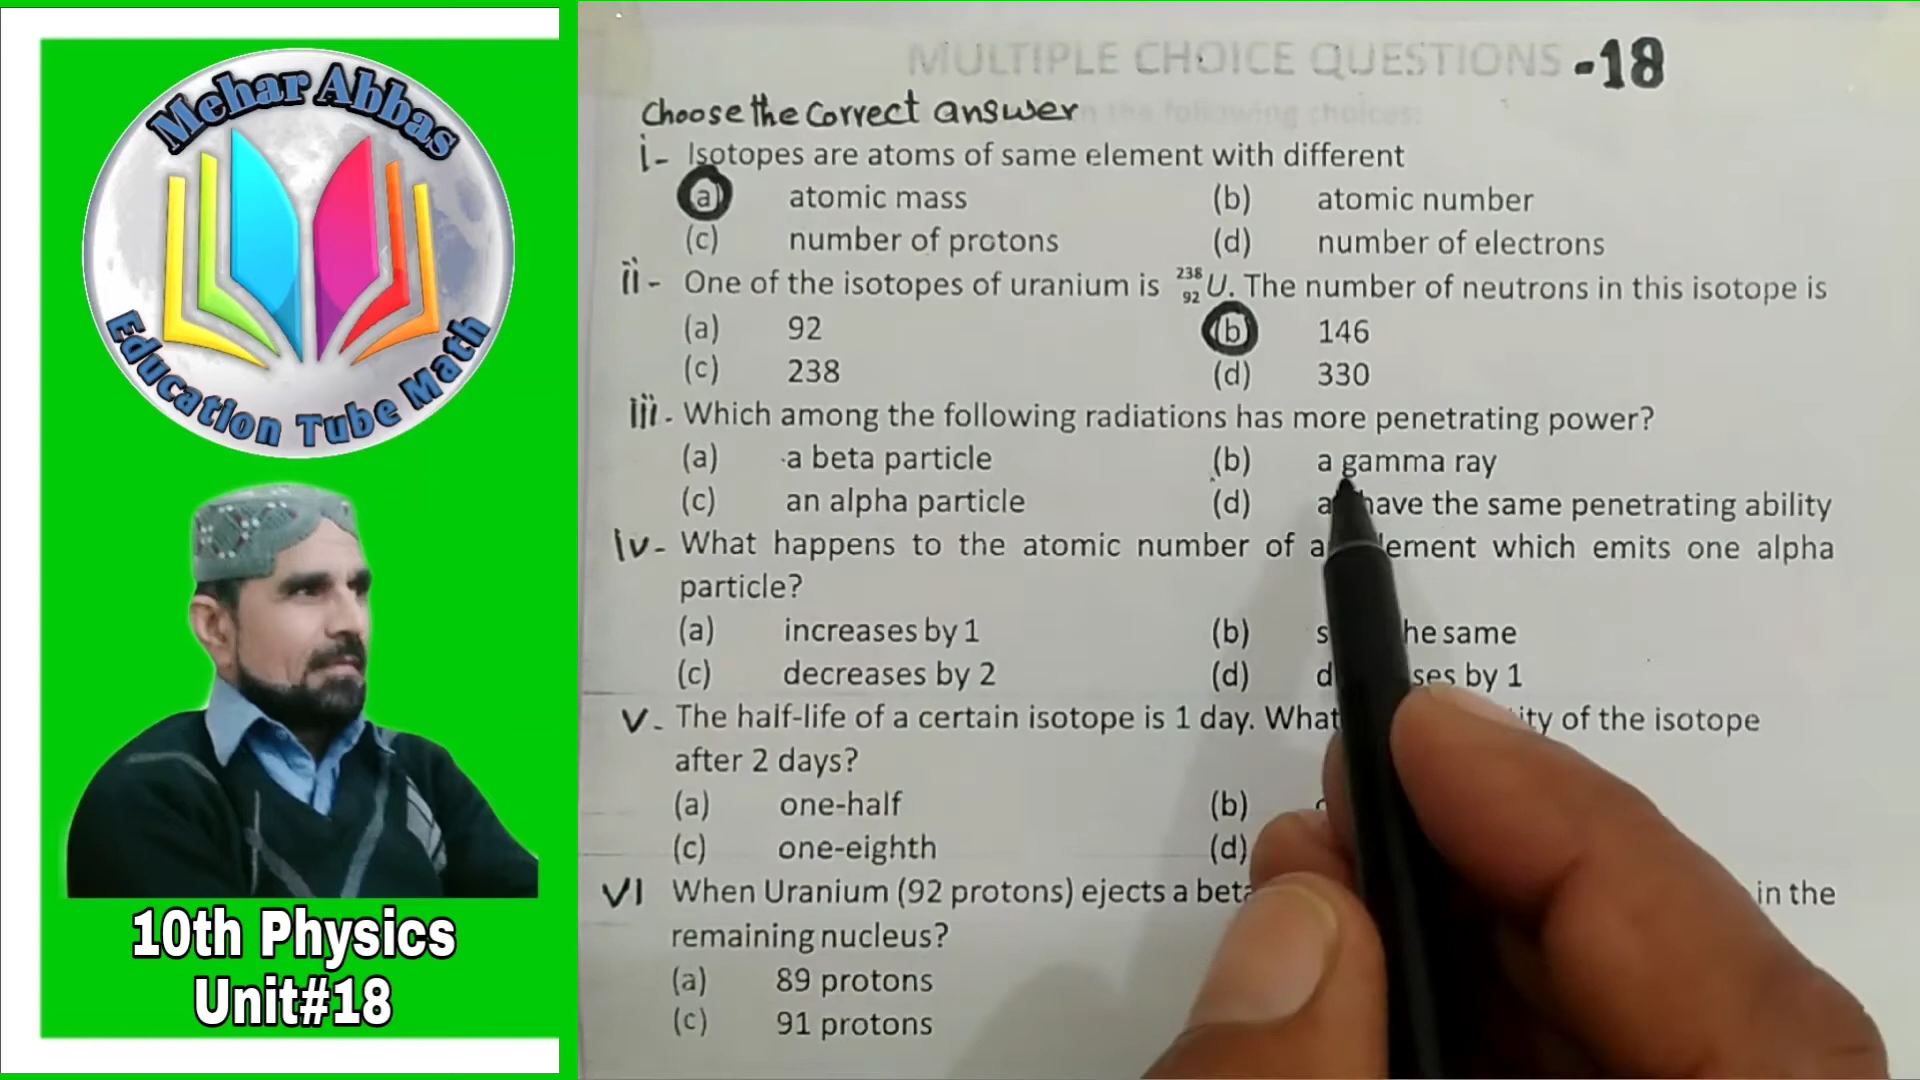 Mehar Abbas
Education Tube Math
10th Physics
Unit#18
MULTIPLE CHOICE QUESTIONS -18
Choose the Correct answer the following choices:
i- Isotopes are atoms of same element with different
(a) atomic mass (b) atomic number
(c) number of protons (d) number of electrons
ii- One of the isotopes of uranium is ²³⁸₉₂U. The number of neutrons in this isotope is
(a) 92 (b) 146
(c) 238 (d) 330
iii- Which among the following radiations has more penetrating power?
(a) a beta particle (b) a gamma ray
(c) an alpha particle (d) have the same penetrating ability
iv- What happens to the atomic number of which emits one alpha
particle?
(a) increases by 1 (b) same
(c) decreases by 2 (d) by 1
v- The half-life of a certain isotope is 1 day. What of the isotope
after 2 days?
(a) one-half (b)
(c) one-eighth (d)
vi When Uranium (92 protons) ejects a in the
remaining nucleus?
(a) 89 protons
(c) 91 protons